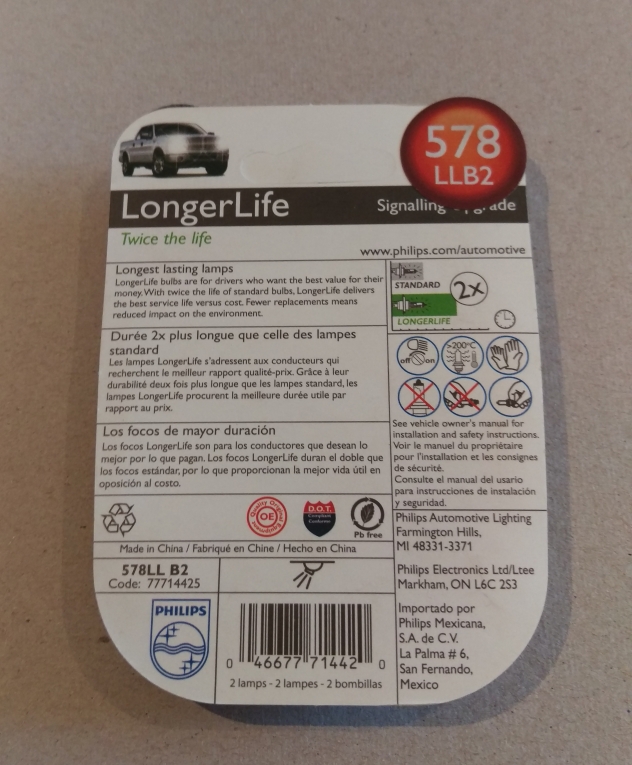 578
LLB2
LongerLife
Signalling Upgrade
Twice the life
www.philips.com/automotive
Longest lasting lamps
LongerLife bulbs are for drivers who want the best value for their
money. With twice the life of standard bulbs, LongerLife delivers
the best service life versus cost. Fewer replacements means
reduced impact on the environment.
STANDARD
2x
LONGERLIFE
Durée 2x plus longue que celle des lampes
standard
Les lampes LongerLife s'adressent aux conducteurs qui
recherchent le meilleur rapport qualité-prix. Grâce à leur
durabilité deux fois plus longue que les lampes standard, les
lampes LongerLife procurent la meilleure durée utile par
rapport au prix.
off on
>200°C
Los focos de mayor duración
Los focos LongerLife son para los conductores que desean lo
mejor por lo que pagan. Los focos LongerLife duran el doble que
los focos estándar, por lo que proporcionan la mejor vida útil en
oposición al costo.
See vehicle owner's manual for
installation and safety instructions.
Voir le manuel du propriétaire
pour l'installation et les consignes
de sécurité.
Consulte el manual del usario
para instrucciones de instalación
y seguridad.
Quality Original
OE
D.O.T.
Compliant
Conforme
Pb free
Made in China / Fabriqué en Chine / Hecho en China
Philips Automotive Lighting
Farmington Hills,
MI 48331-3371
578LL B2
Code: 77714425
Philips Electronics Ltd/Ltee
Markham, ON L6C 2S3
PHILIPS
0 46677 71442 0
2 lamps - 2 lampes - 2 bombillas
Importado por
Philips Mexicana,
S.A. de C.V.
La Palma # 6,
San Fernando,
Mexico